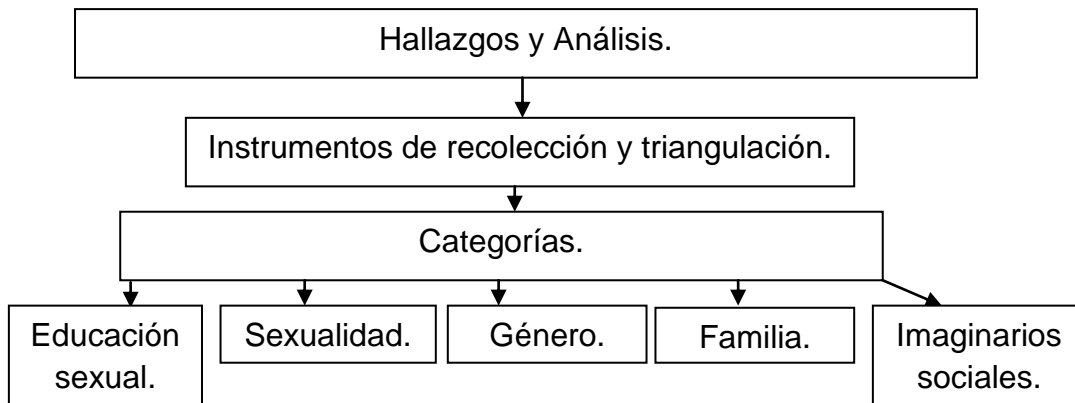 Hallazgos y Análisis.
Instrumentos de recolección y triangulación.
Categorías.
Educación
sexual.
Sexualidad.
Género.
Familia.
Imaginarios
sociales.